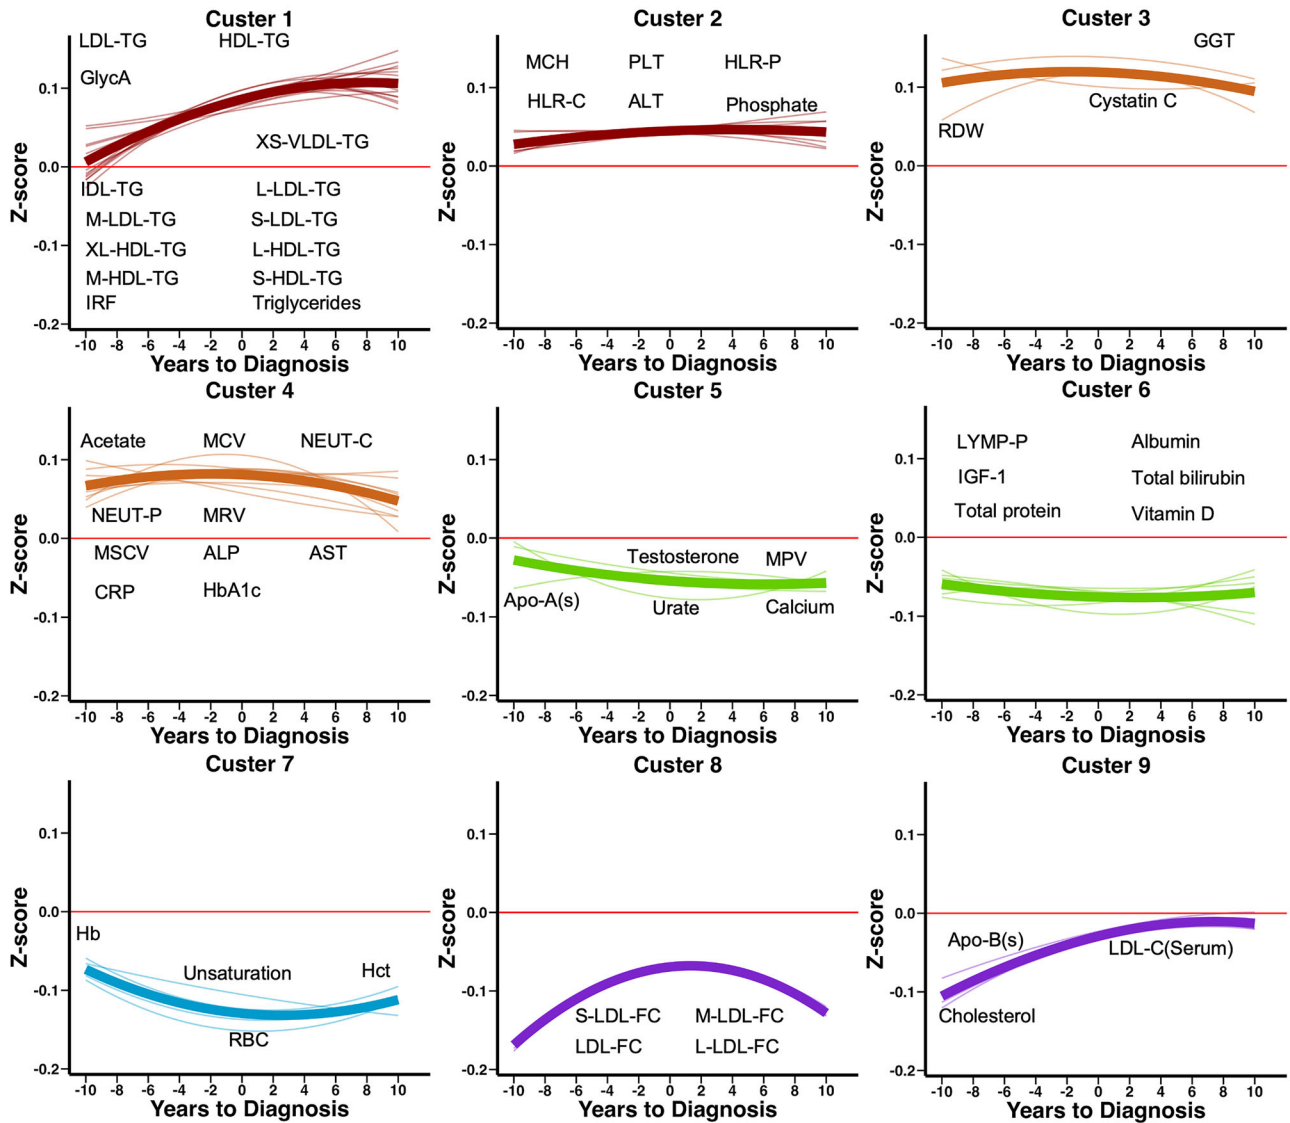 Custer 1
LDL-TG HDL-TG
GlycA
XS-VLDL-TG
IDL-TG L-LDL-TG
M-LDL-TG S-LDL-TG
XL-HDL-TG L-HDL-TG
M-HDL-TG S-HDL-TG
IRF Triglycerides
0.1
0.0
-0.1
-0.2
Z-score
-10 -8 -6 -4 -2 0 2 4 6 8 10
Years to Diagnosis
Custer 2
MCH PLT HLR-P
HLR-C ALT Phosphate
0.1
0.0
-0.1
-0.2
Z-score
-10 -8 -6 -4 -2 0 2 4 6 8 10
Years to Diagnosis
Custer 3
GGT
Cystatin C
RDW
0.1
0.0
-0.1
-0.2
Z-score
-10 -8 -6 -4 -2 0 2 4 6 8 10
Years to Diagnosis
Custer 4
Acetate MCV NEUT-C
NEUT-P MRV
MSCV ALP AST
CRP HbA1c
0.1
0.0
-0.1
-0.2
Z-score
-10 -8 -6 -4 -2 0 2 4 6 8 10
Years to Diagnosis
Custer 5
Testosterone MPV
Apo-A(s) Urate Calcium
0.1
0.0
-0.1
-0.2
Z-score
-10 -8 -6 -4 -2 0 2 4 6 8 10
Years to Diagnosis
Custer 6
LYMP-P Albumin
IGF-1 Total bilirubin
Total protein Vitamin D
0.1
0.0
-0.1
-0.2
Z-score
-10 -8 -6 -4 -2 0 2 4 6 8 10
Years to Diagnosis
Custer 7
Hb
Unsaturation Hct
RBC
0.1
0.0
-0.1
-0.2
Z-score
-10 -8 -6 -4 -2 0 2 4 6 8 10
Years to Diagnosis
Custer 8
S-LDL-FC M-LDL-FC
LDL-FC L-LDL-FC
0.1
0.0
-0.1
-0.2
Z-score
-10 -8 -6 -4 -2 0 2 4 6 8 10
Years to Diagnosis
Custer 9
Apo-B(s) LDL-C(Serum)
Cholesterol
0.1
0.0
-0.1
-0.2
Z-score
-10 -8 -6 -4 -2 0 2 4 6 8 10
Years to Diagnosis